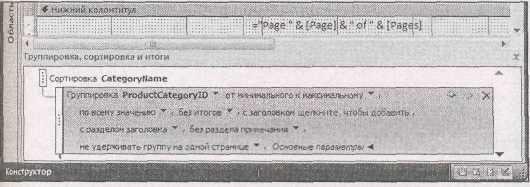 Нижний колонтитул
="Page " & [Page] & " of " & [Pages]
Область
Группировка, сортировка и итоги
Сортировка CategoryName
Группировка ProductCategoryID от минимального к максимальному ,
по всему значению , без итогов , с заголовком щелкните, чтобы добавить ,
с разделом заголовка , без раздела примечания ,
не удерживать группу на одной странице , Основные параметры
Конструктор